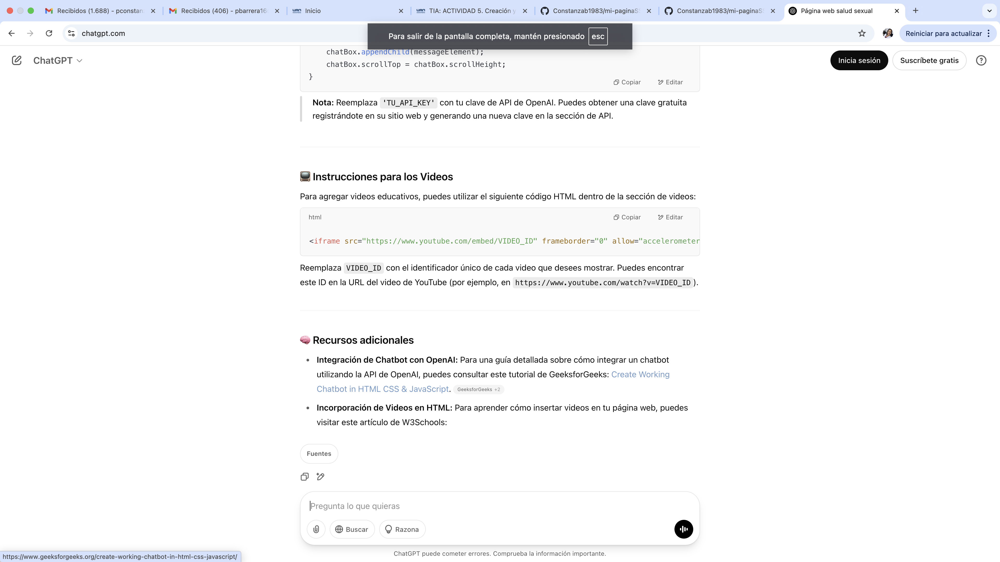 Recibidos (1.688) - pconstan
Recibidos (406) - pbarrera16
UAN Inicio
UAN TIA: ACTIVIDAD 5. Creación y
Constanzab1983/mi-paginaS
Constanzab1983/mi-paginaS
Página web salud sexual
chatgpt.com
Reiniciar para actualizar
Para salir de la pantalla completa, mantén presionado esc
ChatGPT
Inicia sesión
Suscríbete gratis
chatBox.appendChild(messageElement);
chatBox.scrollTop = chatBox.scrollHeight;
}
Copiar Editar
Nota: Reemplaza 'TU_API_KEY' con tu clave de API de OpenAI. Puedes obtener una clave gratuita
registrándote en su sitio web y generando una nueva clave en la sección de API.
Instrucciones para los Videos
Para agregar videos educativos, puedes utilizar el siguiente código HTML dentro de la sección de videos:
html Copiar Editar
<iframe src="https://www.youtube.com/embed/VIDEO_ID" frameborder="0" allow="accelerometer
Reemplaza VIDEO_ID con el identificador único de cada video que desees mostrar. Puedes encontrar
este ID en la URL del video de YouTube (por ejemplo, en https://www.youtube.com/watch?v=VIDEO_ID ).
Recursos adicionales
• Integración de Chatbot con OpenAI: Para una guía detallada sobre cómo integrar un chatbot
utilizando la API de OpenAI, puedes consultar este tutorial de GeeksforGeeks: Create Working
Chatbot in HTML CSS & JavaScript. GeeksforGeeks +2
• Incorporación de Videos en HTML: Para aprender cómo insertar videos en tu página web, puedes
visitar este artículo de W3Schools:
Fuentes
Pregunta lo que quieras
Buscar Razona
ChatGPT puede cometer errores. Comprueba la información importante.
https://www.geeksforgeeks.org/create-working-chatbot-in-html-css-javascript/